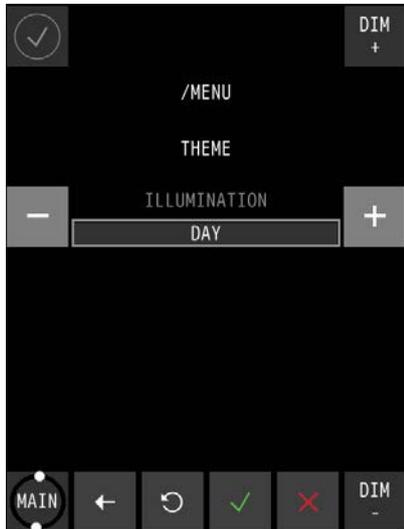 DIM
+
/MENU
THEME
ILLUMINATION
− +
DAY
MAIN
DIM
-